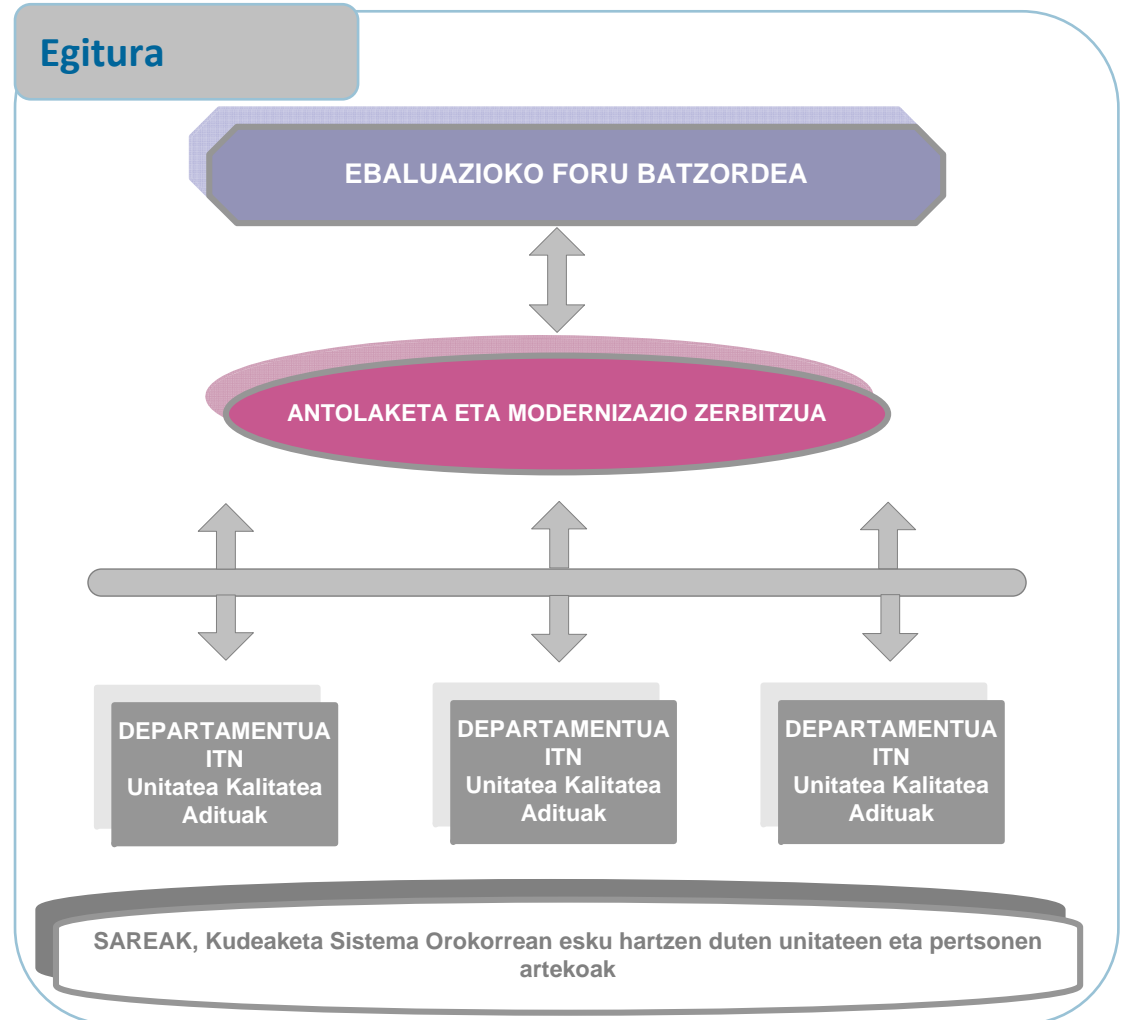 Egitura
EBALUAZIOKO FORU BATZORDEA
ANTOLAKETA ETA MODERNIZAZIO ZERBITZUA
DEPARTAMENTUA
ITN
Unitatea Kalitatea
Adituak
DEPARTAMENTUA
ITN
Unitatea Kalitatea
Adituak
DEPARTAMENTUA
ITN
Unitatea Kalitatea
Adituak
SAREAK, Kudeaketa Sistema Orokorrean esku hartzen duten unitateen eta pertsonen
artekoak